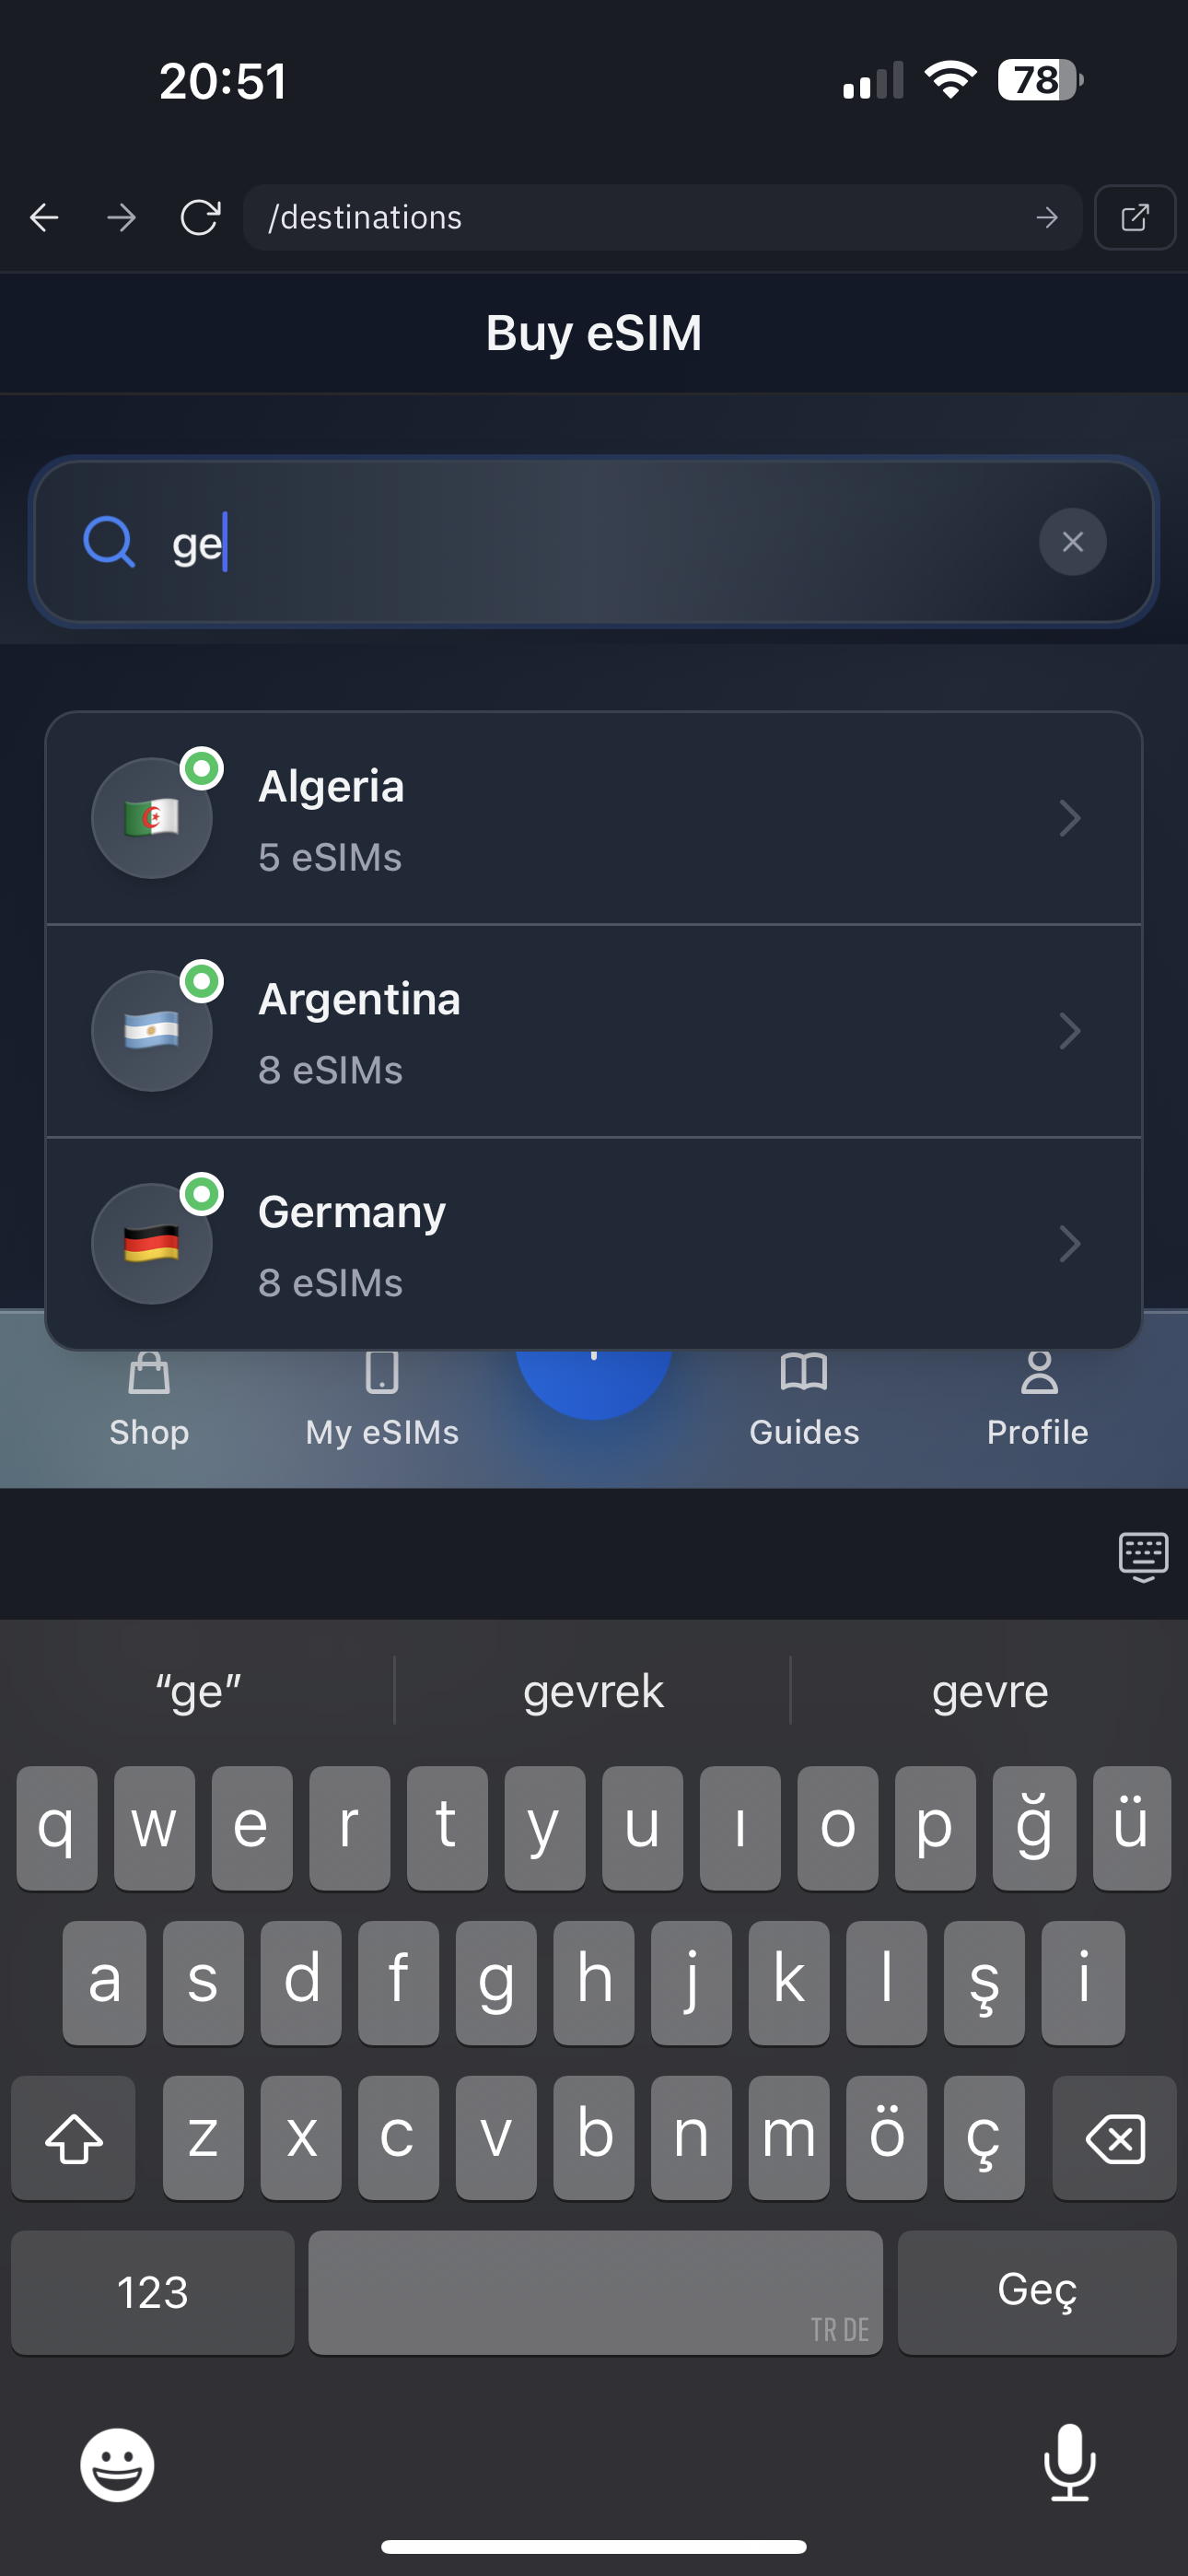 20:51
78
/destinations
Buy eSIM
ge
Algeria
5 eSIMs
Argentina
8 eSIMs
Germany
8 eSIMs
Shop My eSIMs Guides Profile
“ge” gevrek gevre
q w e r t y u ı o p ğ ü
a s d f g h j k l ş i
z x c v b n m ö ç
123 TR DE Geç